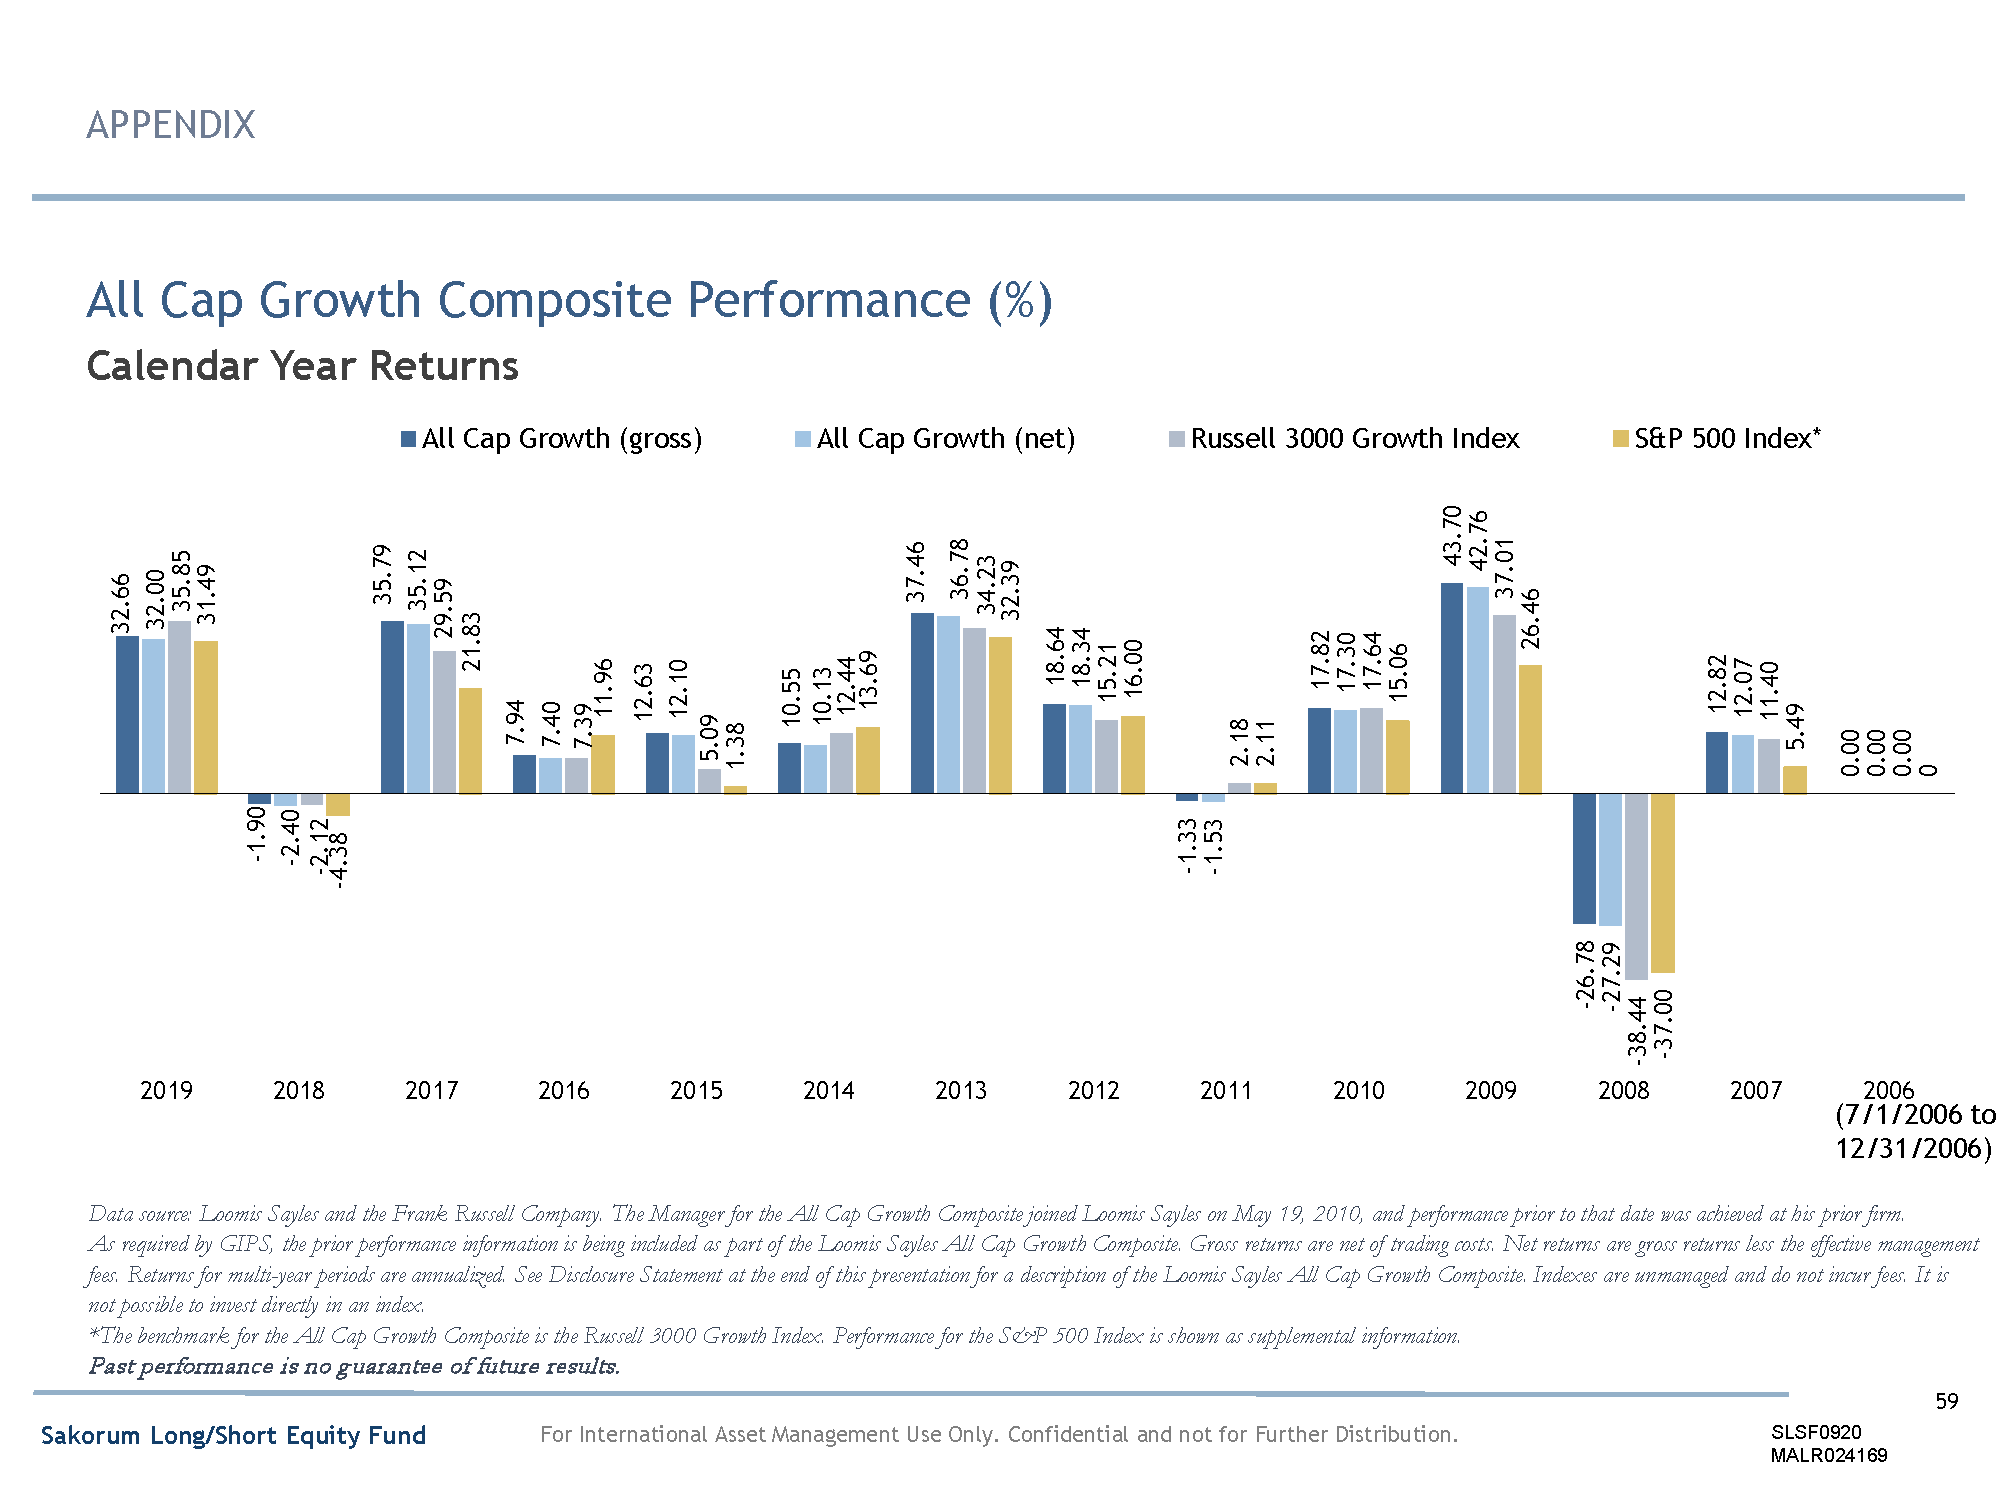 APPENDIX
All Cap Growth Composite Performance (%)
Calendar Year Returns
All Cap Growth (gross) All Cap Growth (net) Russell 3000 Growth Index S&P 500 Index*
32.66 32.00 35.85 31.49
-1.90 -2.40 -2.12 -4.38
35.79 35.12 29.59 21.83
7.94 7.40 7.39 11.96
12.63 12.10 5.09 1.38
10.55 10.13 12.44 13.69
37.46 36.78 34.23 32.39
18.64 18.34 15.21 16.00
-1.33 -1.53 2.18 2.11
17.82 17.30 17.64 15.06
43.70 42.76 37.01 26.46
-26.78 -27.29 -38.44 -37.00
12.82 12.07 11.40 5.49
0.00 0.00 0.00 0
2019 2018 2017 2016 2015 2014 2013 2012 2011 2010 2009 2008 2007 2006
(7/1/2006 to
12/31/2006)
Data source: Loomis Sayles and the Frank Russell Company. The Manager for the All Cap Growth Composite joined Loomis Sayles on May 19, 2010, and performance prior to that date was achieved at his prior firm.
As required by GIPS, the prior performance information is being included as part of the Loomis Sayles All Cap Growth Composite. Gross returns are net of trading costs. Net returns are gross returns less the effective management
fees. Returns for multi-year periods are annualized. See Disclosure Statement at the end of this presentation for a description of the Loomis Sayles All Cap Growth Composite. Indexes are unmanaged and do not incur fees. It is
not possible to invest directly in an index.
*The benchmark for the All Cap Growth Composite is the Russell 3000 Growth Index. Performance for the S&P 500 Index is shown as supplemental information.
Past performance is no guarantee of future results.
59
Sakorum Long/Short Equity Fund For International Asset Management Use Only. Confidential and not for Further Distribution. SLSF0920
MALR024169